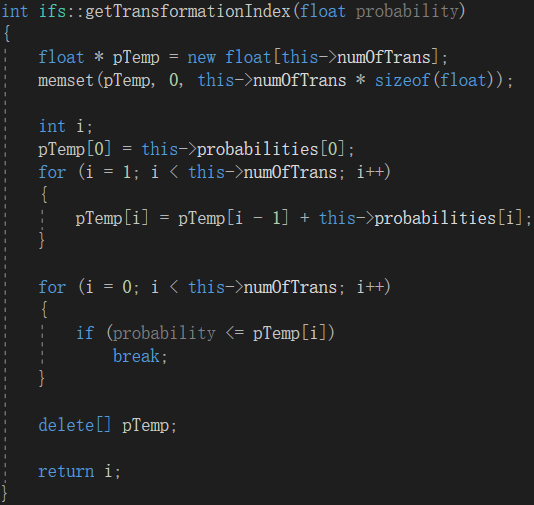 int ifs::getTransformationIndex(float probability)
{
float * pTemp = new float[this->numOfTrans];
memset(pTemp, 0, this->numOfTrans * sizeof(float));
int i;
pTemp[0] = this->probabilities[0];
for (i = 1; i < this->numOfTrans; i++)
{
pTemp[i] = pTemp[i - 1] + this->probabilities[i];
}
for (i = 0; i < this->numOfTrans; i++)
{
if (probability <= pTemp[i])
break;
}
delete[] pTemp;
return i;
}